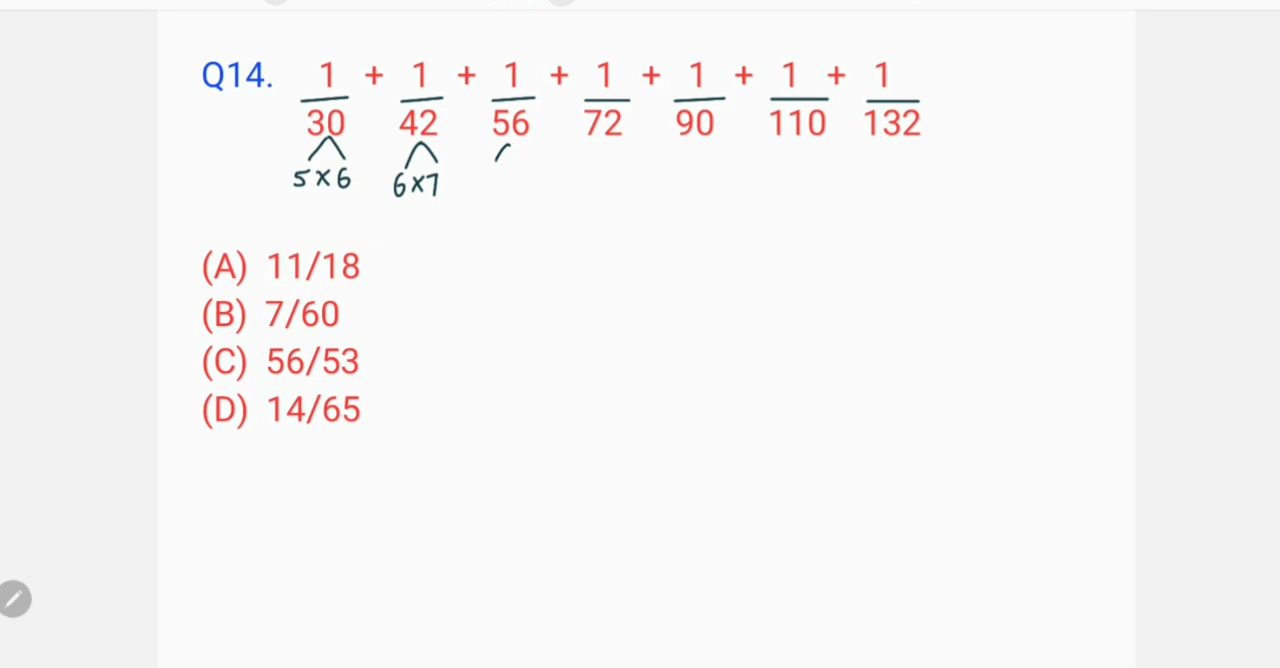 Q14. 1 + 1 + 1 + 1 + 1 + 1 + 1
30 42 56 72 90 110 132
5×6 6×7
(A) 11/18
(B) 7/60
(C) 56/53
(D) 14/65